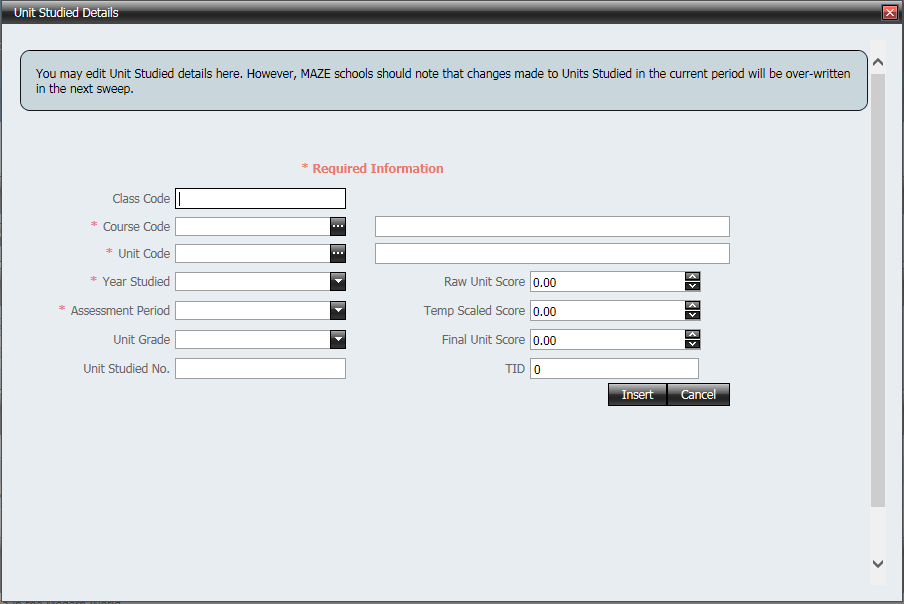 Unit Studied Details
You may edit Unit Studied details here. However, MAZE schools should note that changes made to Units Studied in the current period will be over-written
in the next sweep.
* Required Information
Class Code
* Course Code
* Unit Code
* Year Studied
Raw Unit Score 0.00
* Assessment Period
Temp Scaled Score 0.00
Unit Grade
Final Unit Score 0.00
Unit Studied No.
TID 0
Insert Cancel